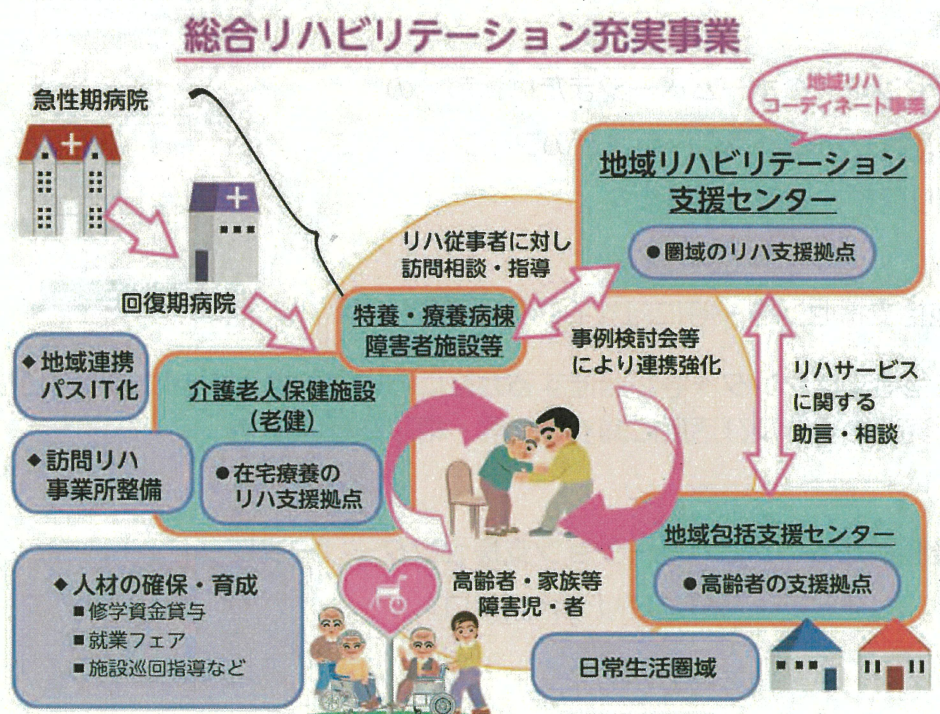 総合リハビリテーション充実事業
地域リハ
コーディネート事業
急性期病院
地域リハビリテーション
支援センター
●圏域のリハ支援拠点
リハ従事者に対し
訪問相談・指導
回復期病院
特養・療養病棟
障害者施設等
事例検討会等
により連携強化
リハサービス
に関する
助言・相談
◆地域連携
パスIT化
介護老人保健施設
(老健)
●在宅療養の
リハ支援拠点
◆訪問リハ
事業所整備
地域包括支援センター
●高齢者の支援拠点
◆人材の確保・育成
■修学資金貸与
■就業フェア
■施設巡回指導など
高齢者・家族等
障害児・者
日常生活圏域